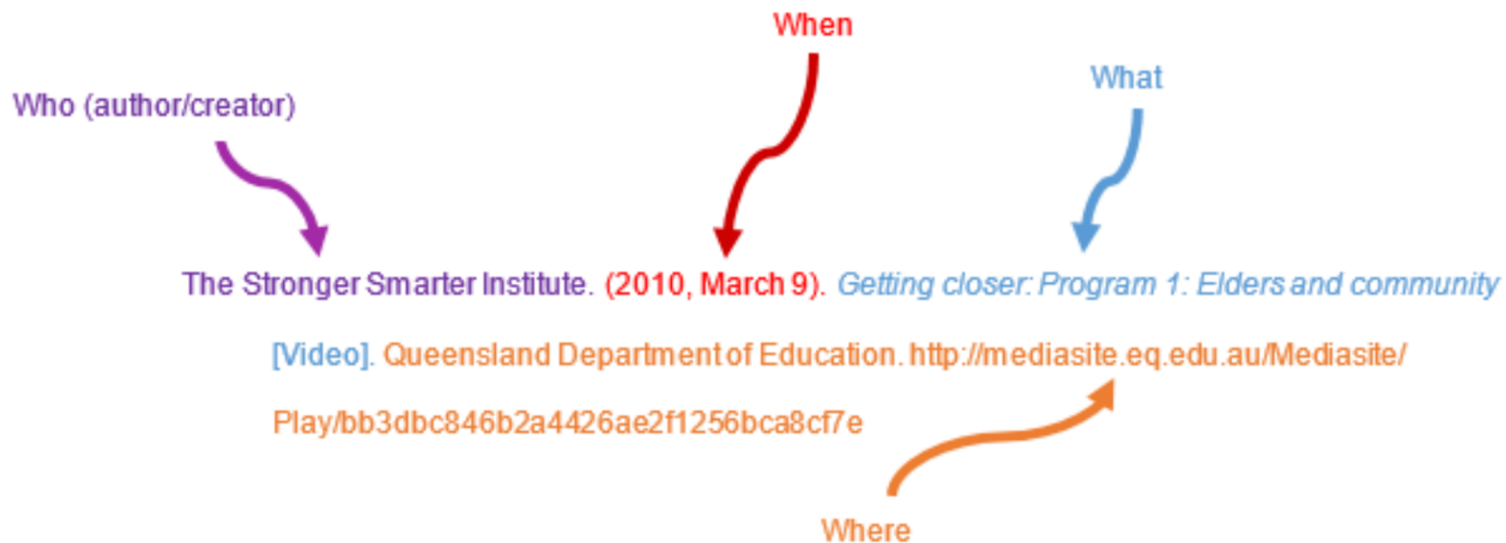 When
What
Who (author/creator)
The Stronger Smarter Institute. (2010, March 9). Getting closer: Program 1: Elders and community
[Video]. Queensland Department of Education. http://mediasite.eq.edu.au/Mediasite/
Play/bb3dbc846b2a4426ae2f1256bca8cf7e
Where